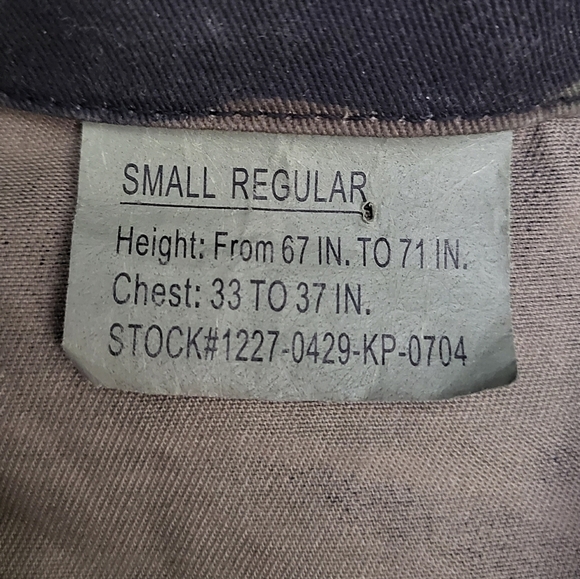 SMALL REGULAR
Height: From 67 IN. TO 71 IN.
Chest: 33 TO 37 IN.
STOCK#1227-0429-KP-0704